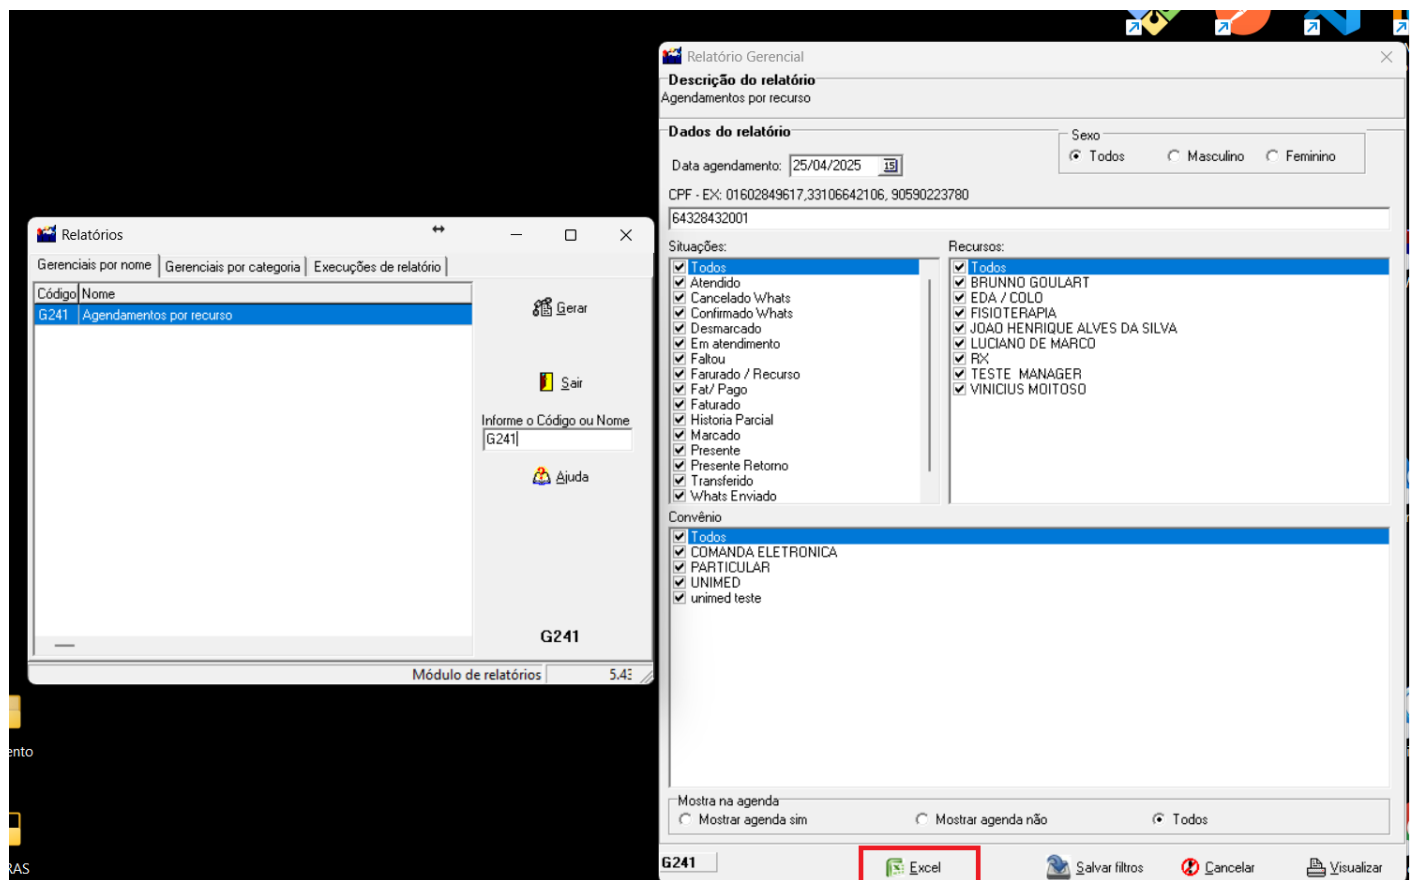 Relatório Gerencial
Descrição do relatório
Agendamentos por recurso
Dados do relatório
Sexo
Data agendamento: 25/04/2025 15
Todos Masculino Feminino
CPF - EX: 01602849617,33106642106, 90590223780
64328432001
Situações:
Todos
Atendido
Cancelado Whats
Confirmado Whats
Desmarcado
Em atendimento
Faltou
Farurado / Recurso
Fat/ Pago
Faturado
Historia Parcial
Marcado
Presente
Presente Retorno
Transferido
Whats Enviado
Recursos:
Todos
BRUNNO GOULART
EDA / COLO
FISIOTERAPIA
JOAO HENRIQUE ALVES DA SILVA
LUCIANO DE MARCO
RX
TESTE MANAGER
VINICIUS MOITOSO
Convênio
Todos
COMANDA ELETRONICA
PARTICULAR
UNIMED
unimed teste
Mostra na agenda
Mostrar agenda sim Mostrar agenda não Todos
G241 Excel Salvar filtros Cancelar Visualizar
Relatórios
Gerenciais por nome Gerenciais por categoria Execuções de relatório
Código Nome
G241 Agendamentos por recurso
Gerar
Sair
Informe o Código ou Nome
G241
Ajuda
G241
Módulo de relatórios 5.43
ento
RAS